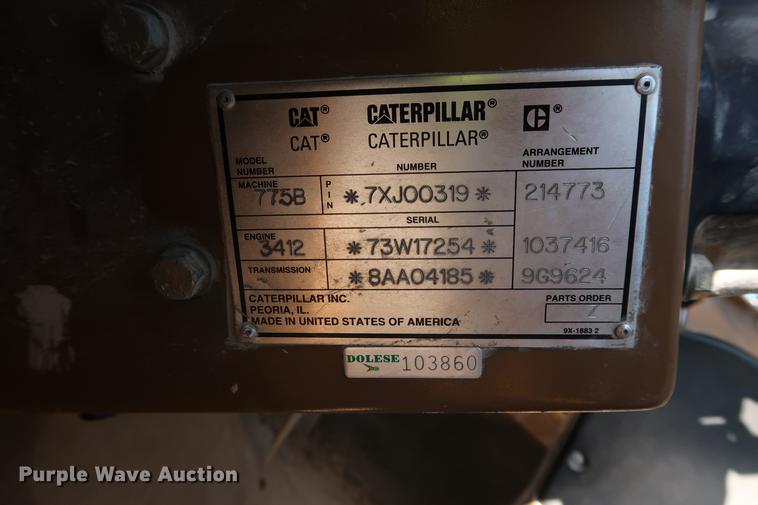 CAT® CATERPILLAR® C®
CAT® CATERPILLAR®
MODEL NUMBER NUMBER ARRANGEMENT NUMBER
MACHINE 775B PIN *7XJ00319* 214773
SERIAL
ENGINE 3412 *73W17254* 1037416
TRANSMISSION *8AA04185* 9G9624
CATERPILLAR INC. PARTS ORDER
PEORIA, IL.
MADE IN UNITED STATES OF AMERICA
9X-1883 2
DOLESE 103860
Purple Wave Auction